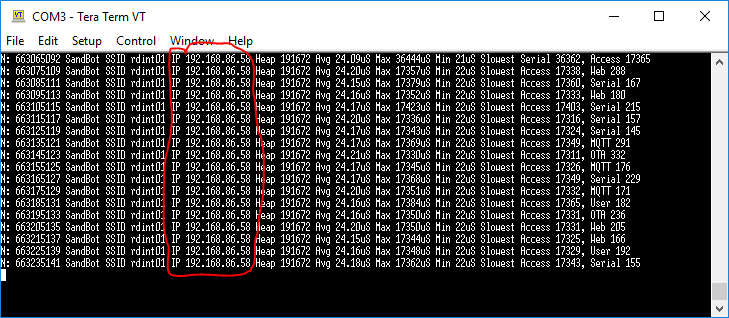 VT COM3 - Tera Term VT
File Edit Setup Control Window Help
N: 663065092 SandBot SSID rdint01 IP 192.168.86.58 Heap 191672 Avg 24.09uS Max 36444uS Min 21uS Slowest Serial 36362, Access 17365
N: 663075109 SandBot SSID rdint01 IP 192.168.86.58 Heap 191672 Avg 24.20uS Max 17357uS Min 22uS Slowest Access 17338, Web 288
N: 663085111 SandBot SSID rdint01 IP 192.168.86.58 Heap 191672 Avg 24.15uS Max 17379uS Min 22uS Slowest Access 17360, Serial 167
N: 663095113 SandBot SSID rdint01 IP 192.168.86.58 Heap 191672 Avg 24.16uS Max 17352uS Min 22uS Slowest Access 17333, Web 180
N: 663105115 SandBot SSID rdint01 IP 192.168.86.58 Heap 191672 Avg 24.17uS Max 17423uS Min 22uS Slowest Access 17403, Serial 215
N: 663115117 SandBot SSID rdint01 IP 192.168.86.58 Heap 191672 Avg 24.20uS Max 17336uS Min 22uS Slowest Access 17316, Serial 157
N: 663125119 SandBot SSID rdint01 IP 192.168.86.58 Heap 191672 Avg 24.17uS Max 17343uS Min 22uS Slowest Access 17324, Serial 145
N: 663135121 SandBot SSID rdint01 IP 192.168.86.58 Heap 191672 Avg 24.17uS Max 17369uS Min 22uS Slowest Access 17349, MQTT 291
N: 663145123 SandBot SSID rdint01 IP 192.168.86.58 Heap 191672 Avg 24.21uS Max 17330uS Min 22uS Slowest Access 17311, OTA 332
N: 663155125 SandBot SSID rdint01 IP 192.168.86.58 Heap 191672 Avg 24.17uS Max 17345uS Min 22uS Slowest Access 17326, MQTT 176
N: 663165127 SandBot SSID rdint01 IP 192.168.86.58 Heap 191672 Avg 24.16uS Max 17368uS Min 22uS Slowest Access 17349, Serial 229
N: 663175129 SandBot SSID rdint01 IP 192.168.86.58 Heap 191672 Avg 24.20uS Max 17351uS Min 22uS Slowest Access 17332, MQTT 171
N: 663185131 SandBot SSID rdint01 IP 192.168.86.58 Heap 191672 Avg 24.16uS Max 17384uS Min 22uS Slowest Access 17365, User 182
N: 663195133 SandBot SSID rdint01 IP 192.168.86.58 Heap 191672 Avg 24.16uS Max 17350uS Min 22uS Slowest Access 17331, OTA 236
N: 663205135 SandBot SSID rdint01 IP 192.168.86.58 Heap 191672 Avg 24.20uS Max 17350uS Min 22uS Slowest Access 17331, Web 205
N: 663215137 SandBot SSID rdint01 IP 192.168.86.58 Heap 191672 Avg 24.15uS Max 17344uS Min 22uS Slowest Access 17325, Web 166
N: 663225139 SandBot SSID rdint01 IP 192.168.86.58 Heap 191672 Avg 24.16uS Max 17348uS Min 22uS Slowest Access 17329, User 192
N: 663235141 SandBot SSID rdint01 IP 192.168.86.58 Heap 191672 Avg 24.18uS Max 17362uS Min 22uS Slowest Access 17343, Serial 155